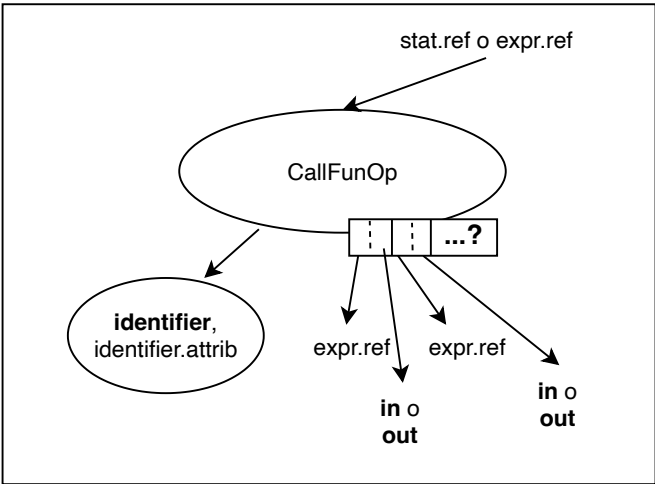 stat.ref o expr.ref
CallFunOp
...?
identifier,
identifier.attrib
expr.ref
expr.ref
in o
out
in o
out